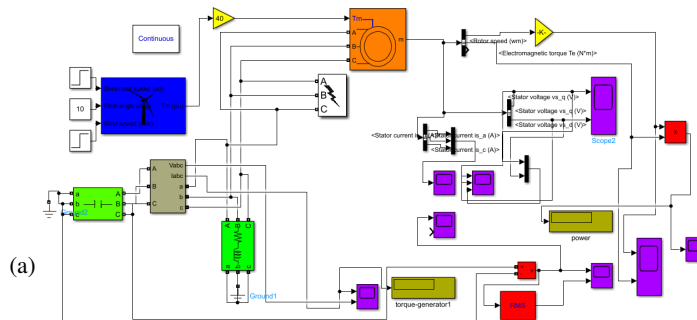 40
Tm
A
B
C
m
<Rotor speed (wm)>
-K-
<Electromagnetic torque Te (N*m)>
Continuous
A
B
C
<Stator voltage vs_q (V)>
<Stator voltage vs_q (V)>
<Stator voltage vs_q (V)>
Scope2
10
<Stator current is_a (A)>
<Stator current is_c (A)>
x
Vabc
Iabc
A
B
C
a
b
c
a
b
c
A
B
C
A
B
C
a
b
c
Ground1
power
(a)
torque-generator1
RMS